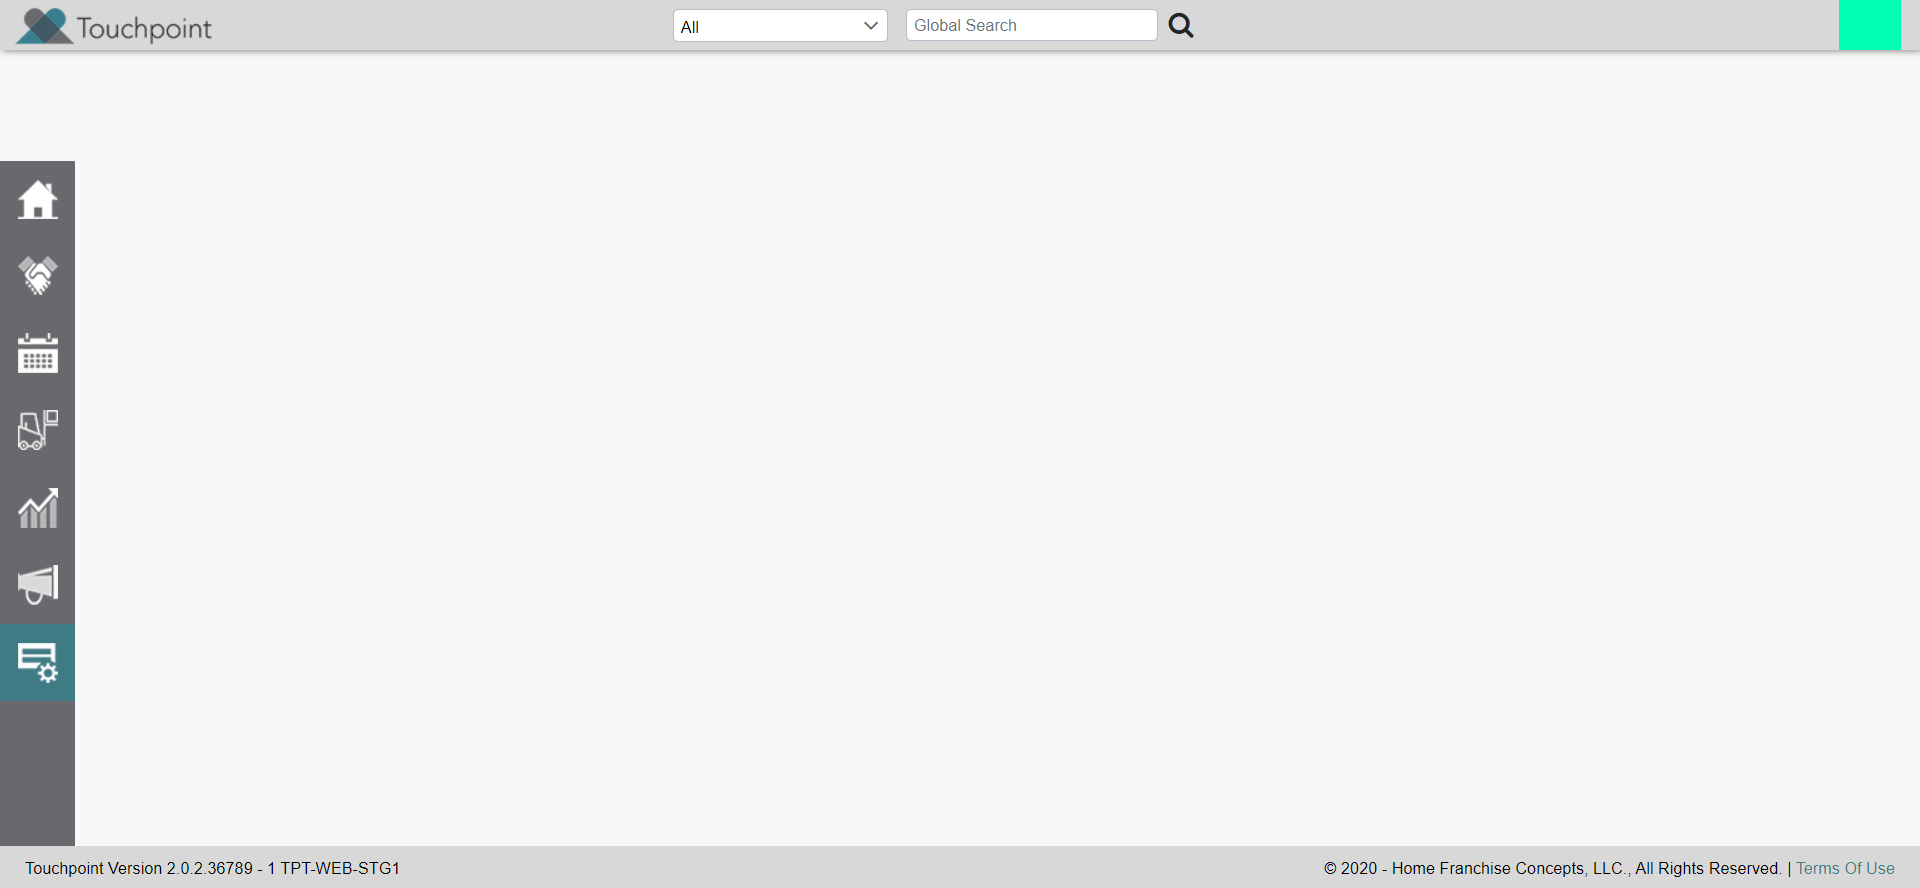 Touchpoint
All
Global Search
Touchpoint Version 2.0.2.36789 - 1 TPT-WEB-STG1
© 2020 - Home Franchise Concepts, LLC., All Rights Reserved. | Terms Of Use